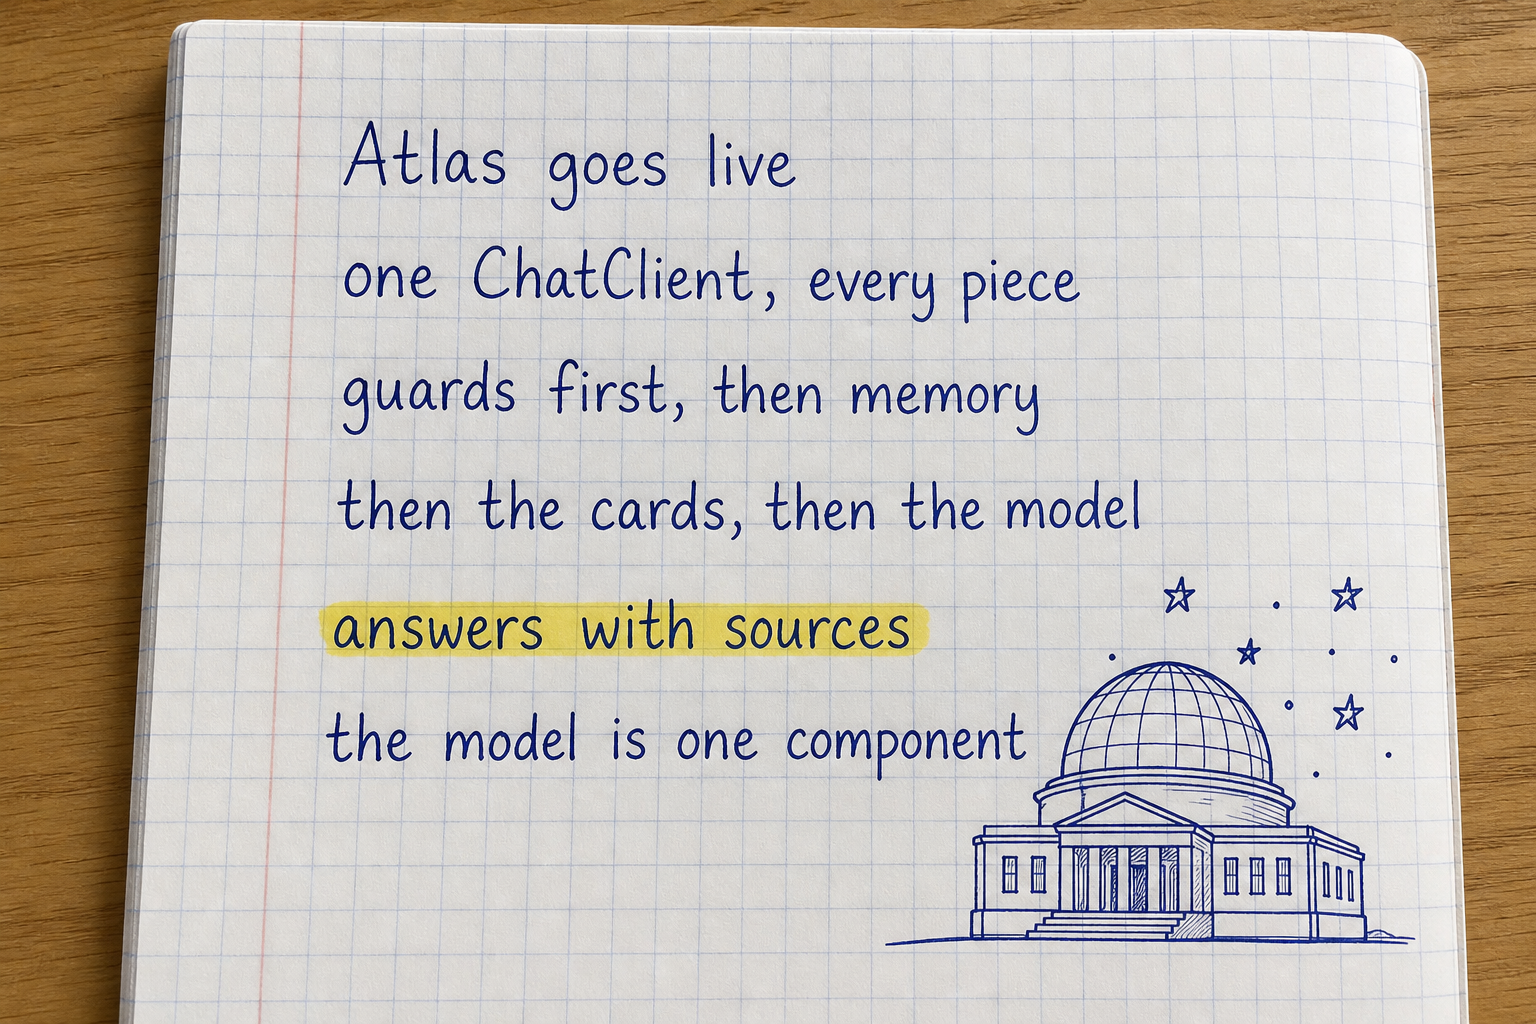 Atlas goes live
one ChatClient, every piece
guards first, then memory
then the cards, then the model
answers with sources
the model is one component